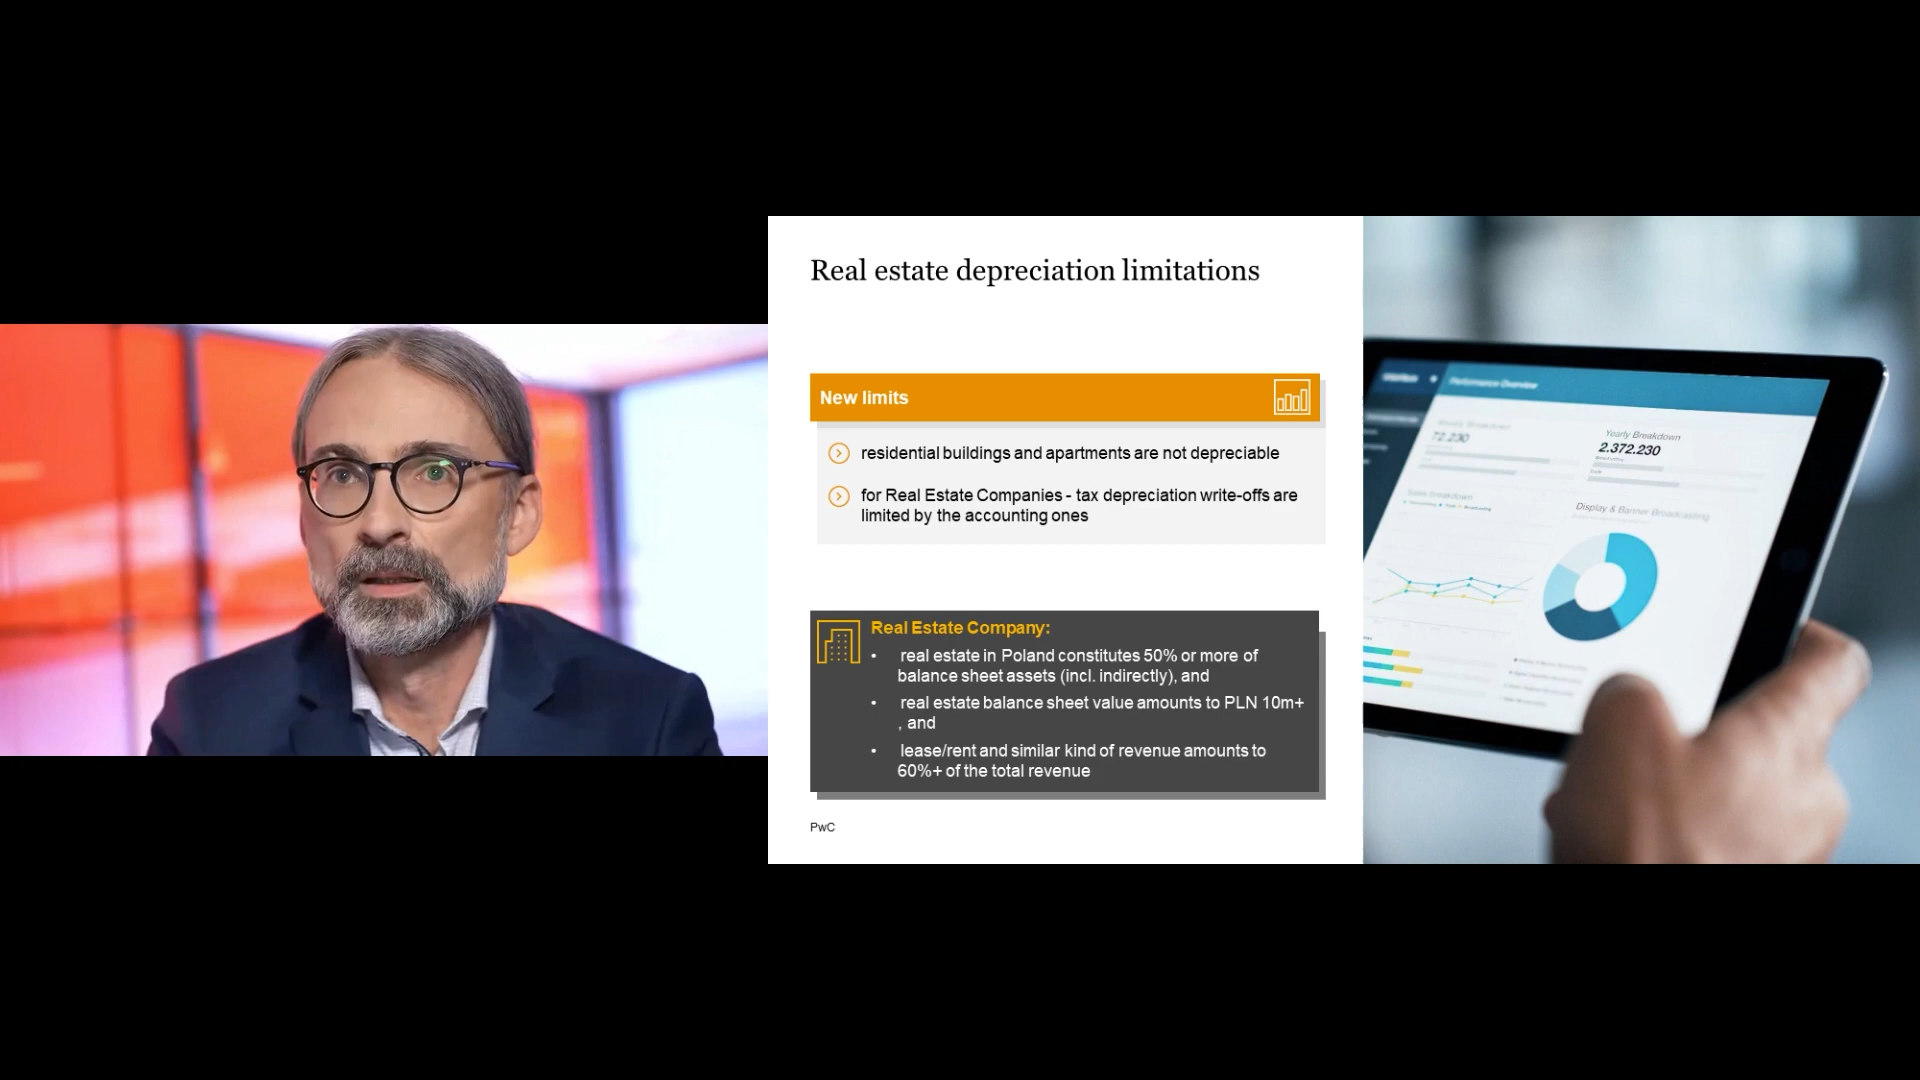 Real estate depreciation limitations
New limits
residential buildings and apartments are not depreciable
for Real Estate Companies - tax depreciation write-offs are
limited by the accounting ones
Real Estate Company:
• real estate in Poland constitutes 50% or more of
balance sheet assets (incl. indirectly), and
• real estate balance sheet value amounts to PLN 10m+
, and
• lease/rent and similar kind of revenue amounts to
60%+ of the total revenue
PwC
Performance Overview
72.230
Yearly Breakdown
2.372.230
Sales Breakdown
Display & Banner Broadcasting